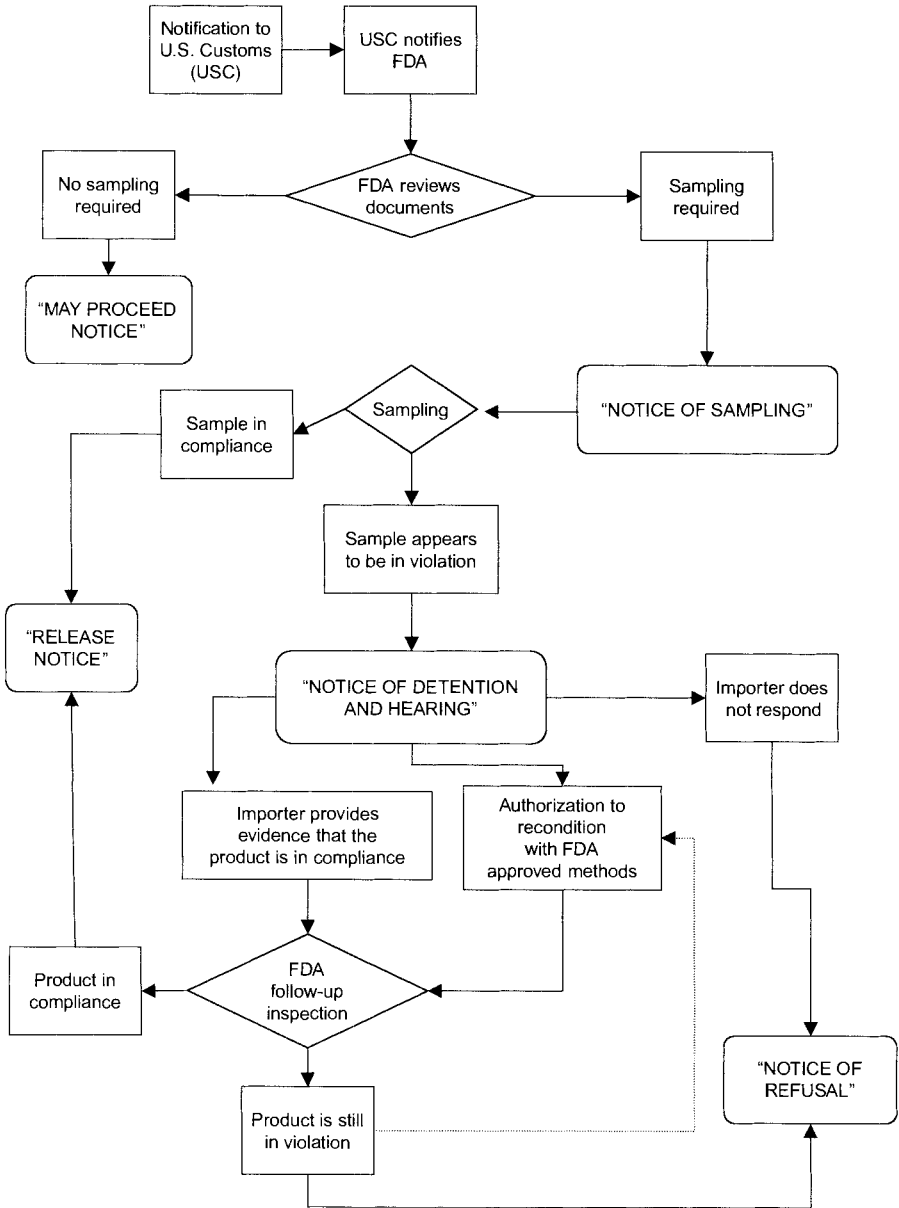 Notification to
U.S. Customs
(USC)
USC notifies
FDA
FDA reviews
documents
No sampling
required
Sampling
required
“MAY PROCEED
NOTICE”
“NOTICE OF SAMPLING”
Sampling
Sample in
compliance
Sample appears
to be in violation
“RELEASE
NOTICE”
“NOTICE OF DETENTION
AND HEARING”
Importer does
not respond
Importer provides
evidence that the
product is in compliance
Authorization to
recondition
with FDA
approved methods
FDA
follow-up
inspection
Product in
compliance
Product is still
in violation
“NOTICE OF
REFUSAL”